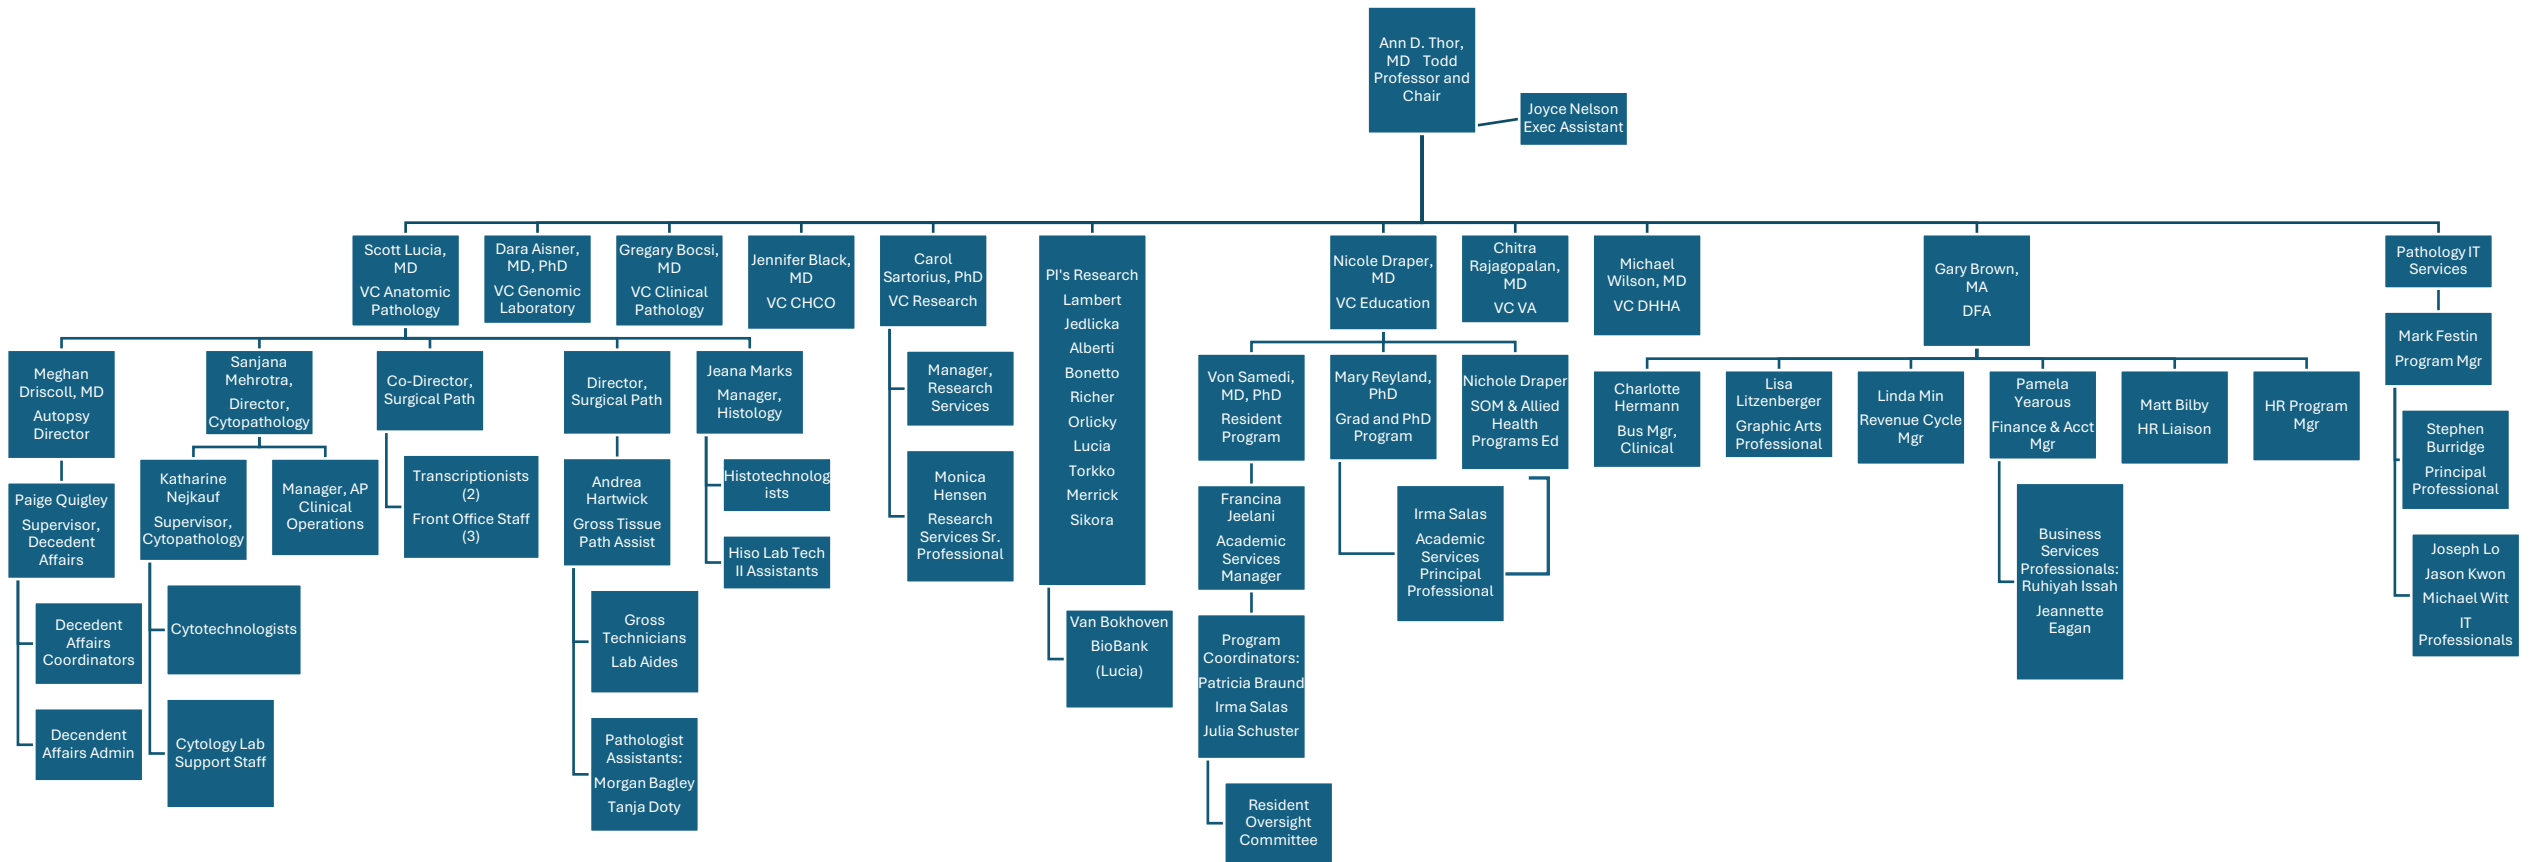 Ann D. Thor,
MD   Todd
Professor and
Chair
Joyce Nelson
Exec Assistant
Scott Lucia,
MD
VC Anatomic
Pathology
Dara Aisner,
MD, PhD
VC Genomic
Laboratory
Gregary Bocsi,
MD
VC Clinical
Pathology
Jennifer Black,
MD
VC CHCO
Carol
Sartorius, PhD
VC Research
PI's Research
Lambert
Jedlicka
Alberti
Bonetto
Richer
Orlicky
Lucia
Torkko
Merrick
Sikora
Nicole Draper,
MD
VC Education
Chitra
Rajagopalan,
MD
VC VA
Michael
Wilson, MD
VC DHHA
Gary Brown,
MA
DFA
Pathology IT
Services
Meghan
Driscoll, MD
Autopsy
Director
Sanjana
Mehrotra,
Director,
Cytopathology
Co-Director,
Surgical Path
Director,
Surgical Path
Jeana Marks
Manager,
Histology
Manager,
Research
Services
Monica
Hensen
Research
Services Sr.
Professional
Van Bokhoven
BioBank
(Lucia)
Von Samedi,
MD, PhD
Resident
Program
Mary Reyland,
PhD
Grad and PhD
Program
Nichole Draper
SOM & Allied
Health
Programs Ed
Charlotte
Hermann
Bus Mgr,
Clinical
Lisa
Litzenberger
Graphic Arts
Professional
Linda Min
Revenue Cycle
Mgr
Pamela
Yearous
Finance & Acct
Mgr
Matt Bilby
HR Liaison
HR Program
Mgr
Mark Festin
Program Mgr
Stephen
Burridge
Principal
Professional
Joseph Lo
Jason Kwon
Michael Witt
IT
Professionals
Paige Quigley
Supervisor,
Decedent
Affairs
Katharine
Nejkauf
Supervisor,
Cytopathology
Manager, AP
Clinical
Operations
Transcriptionists
(2)
Front Office Staff
(3)
Andrea
Hartwick
Gross Tissue
Path Assist
Histotechnolog
ists
Hiso Lab Tech
II Assistants
Francina
Jeelani
Academic
Services
Manager
Irma Salas
Academic
Services
Principal
Professional
Business
Services
Professionals:
Ruhiyah Issah
Jeannette
Eagan
Decedent
Affairs
Coordinators
Decendent
Affairs Admin
Cytotechnologists
Cytology Lab
Support Staff
Gross
Technicians
Lab Aides
Pathologist
Assistants:
Morgan Bagley
Tanja Doty
Program
Coordinators:
Patricia Braund
Irma Salas
Julia Schuster
Resident
Oversight
Committee